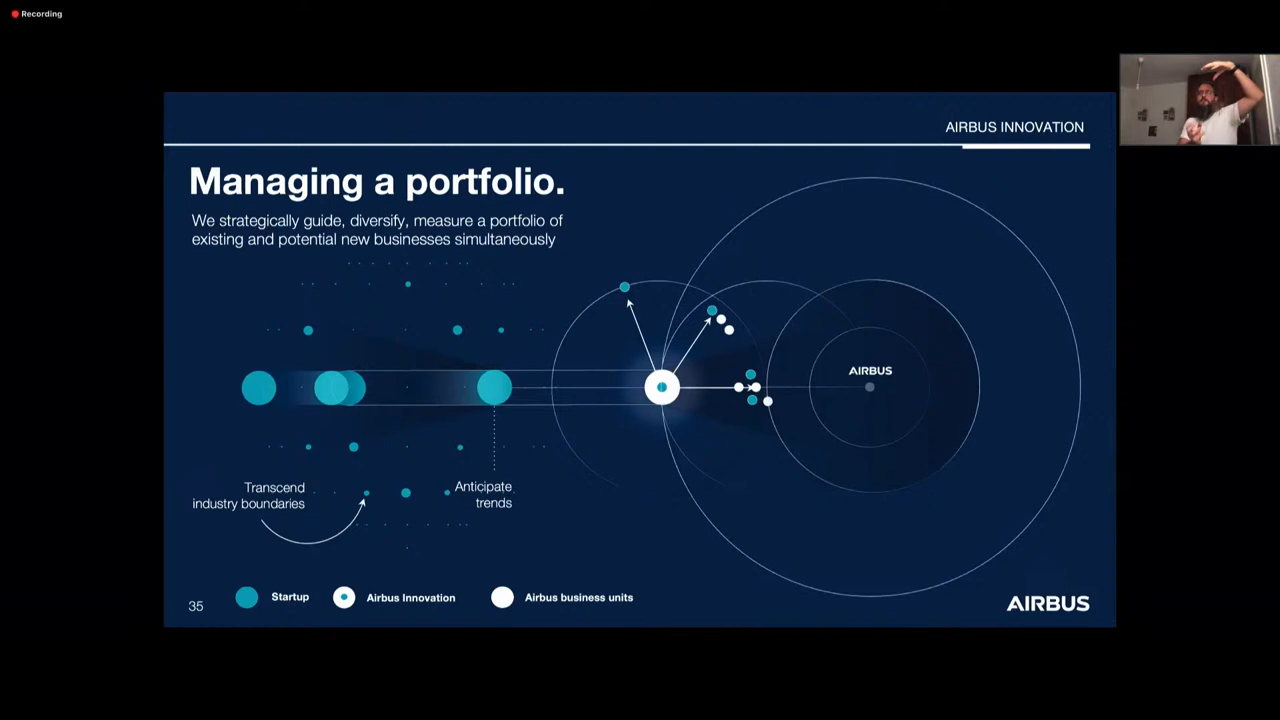 Recording
AIRBUS INNOVATION
Managing a portfolio.
We strategically guide, diversify, measure a portfolio of
existing and potential new businesses simultaneously
AIRBUS
Transcend
industry boundaries
Anticipate
trends
35
Startup
Airbus Innovation
Airbus business units
AIRBUS